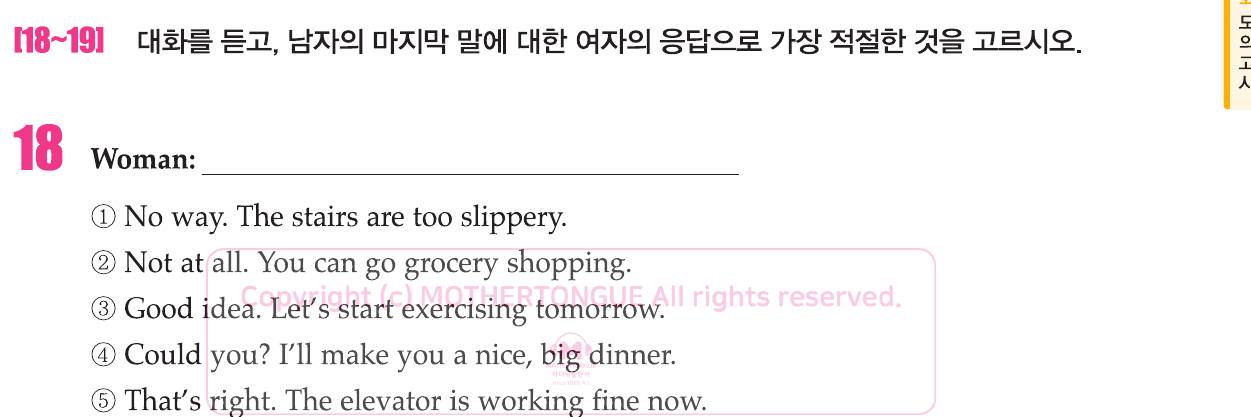 [18~19] 대화를 듣고, 남자의 마지막 말에 대한 여자의 응답으로 가장 적절한 것을 고르시오.
18
Woman:
① No way. The stairs are too slippery.
② Not at all. You can go grocery shopping.
③ Good idea. Let's start exercising tomorrow.
④ Could you? I'll make you a nice, big dinner.
⑤ That's right. The elevator is working fine now.
Copyright (c) MOTHERTONGUE All rights reserved.
의
고
시